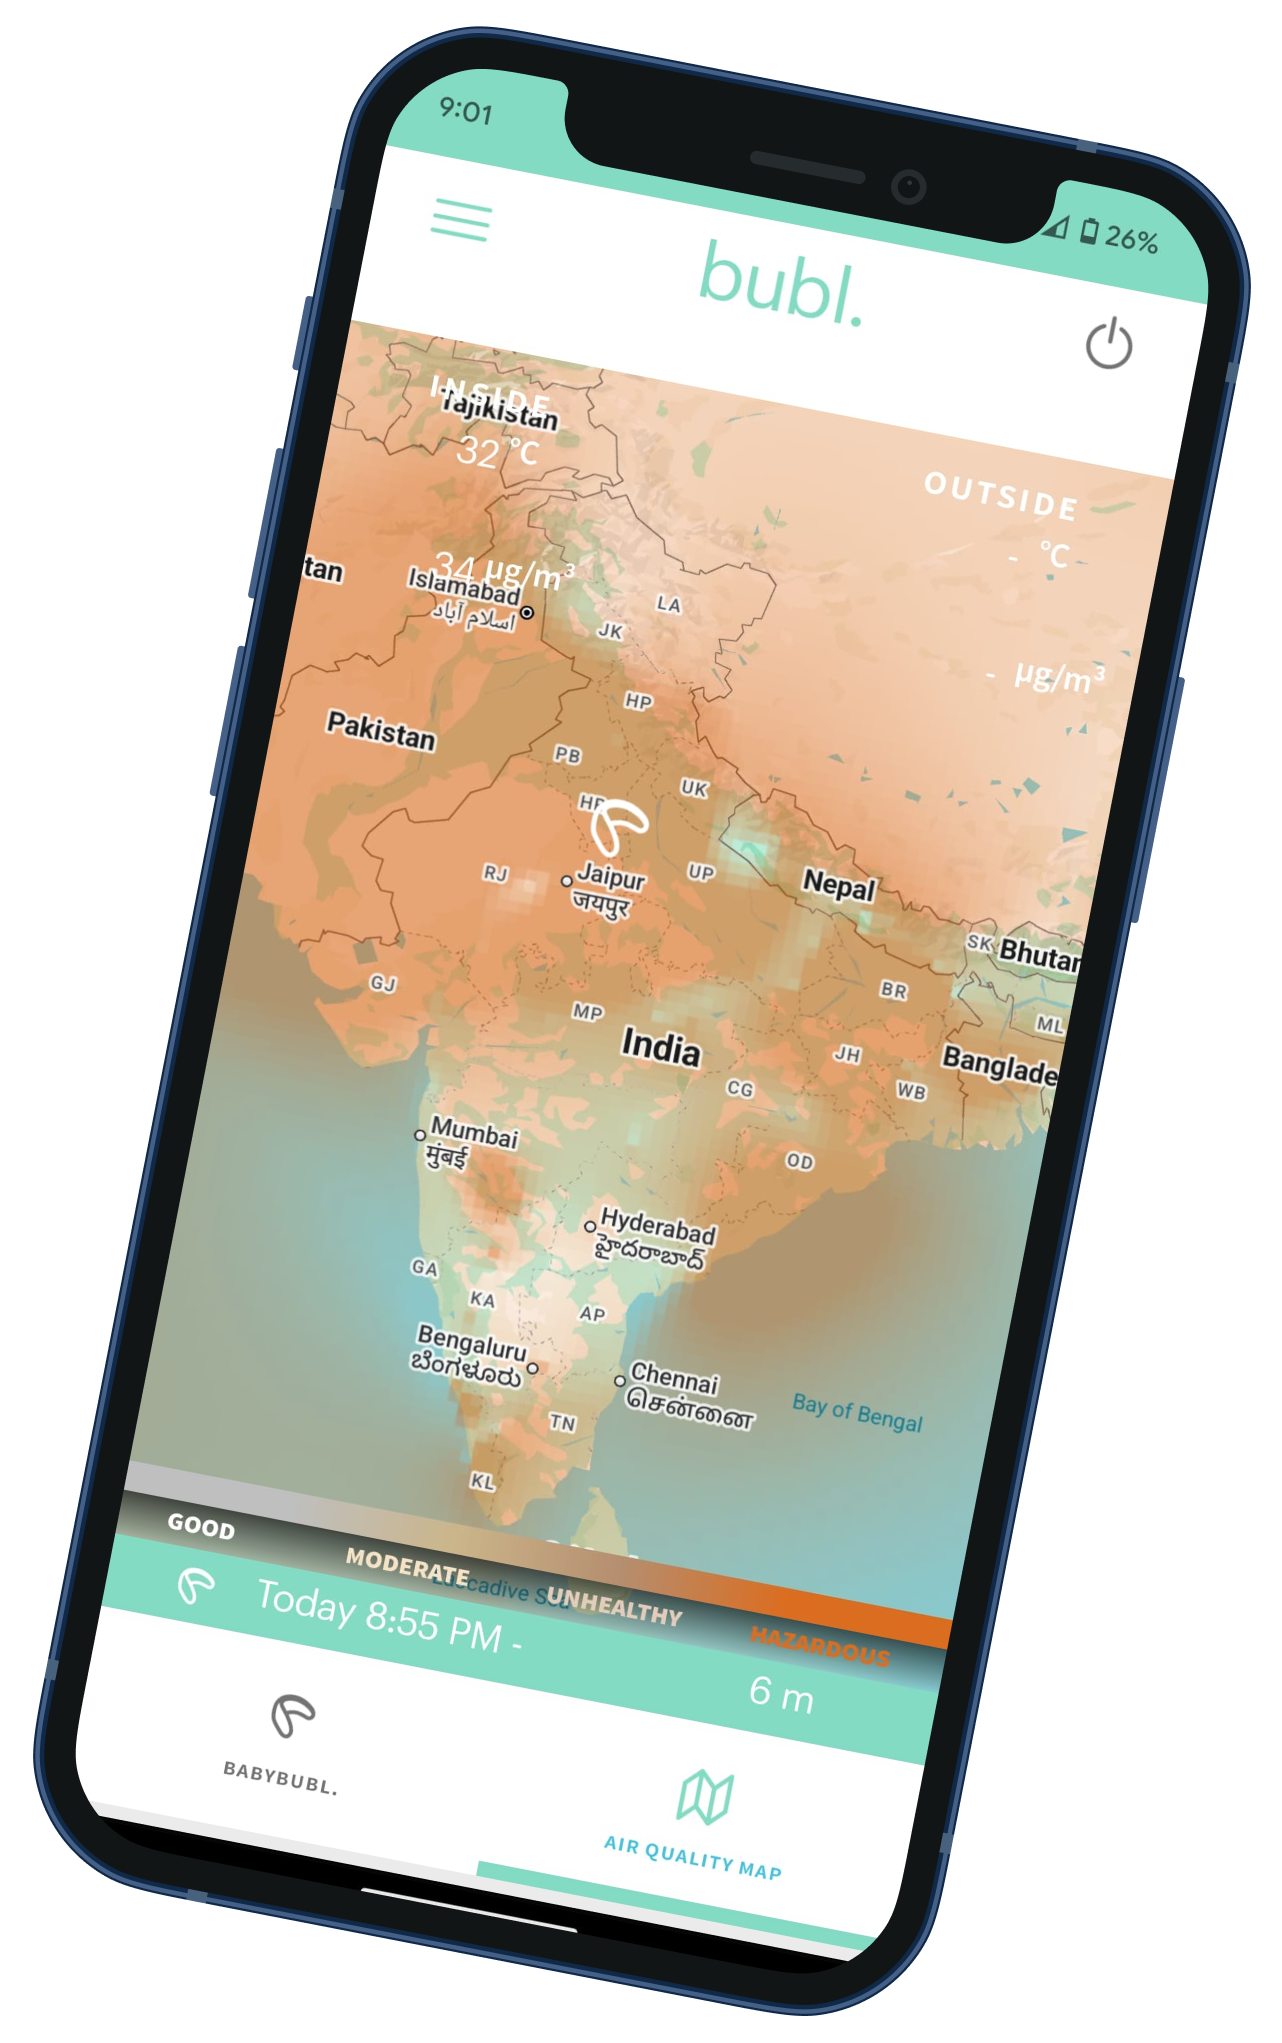 9:01
26%
bubl.
INSIDE
Tajikistan
32 °C
OUTSIDE
- °C
34 µg/m³
tan
Islamabad
اسلام آباد
LA
JK
- µg/m³
HP
Pakistan
PB
UK
HR
RJ
Jaipur
जयपुर
UP
Nepal
SK
Bhutan
GJ
BR
MP
ML
India
JH
Banglade
CG
WB
Mumbai
मुंबई
OD
Hyderabad
హైదరాబాద్
GA
KA
AP
Bengaluru
ಬೆಂಗಳೂರು
Chennai
சென்னை
Bay of Bengal
TN
KL
GOOD
MODERATE
Laccadive Sea
UNHEALTHY
HAZARDOUS
Today 8:55 PM -
6 m
BABYBUBL.
AIR QUALITY MAP